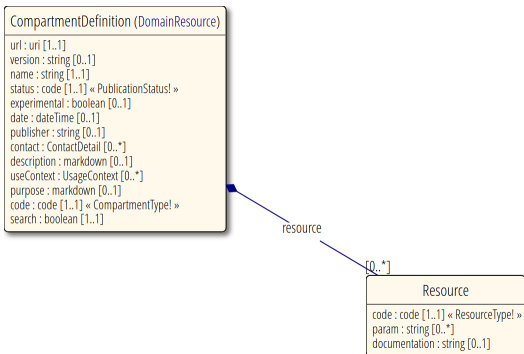 CompartmentDefinition (DomainResource)
url : uri [1..1]
version : string [0..1]
name : string [1..1]
status : code [1..1] « PublicationStatus! »
experimental : boolean [0..1]
date : dateTime [0..1]
publisher : string [0..1]
contact : ContactDetail [0..*]
description : markdown [0..1]
useContext : UsageContext [0..*]
purpose : markdown [0..1]
code : code [1..1] « CompartmentType! »
search : boolean [1..1]
resource
[0..*]
Resource
code : code [1..1] « ResourceType! »
param : string [0..*]
documentation : string [0..1]